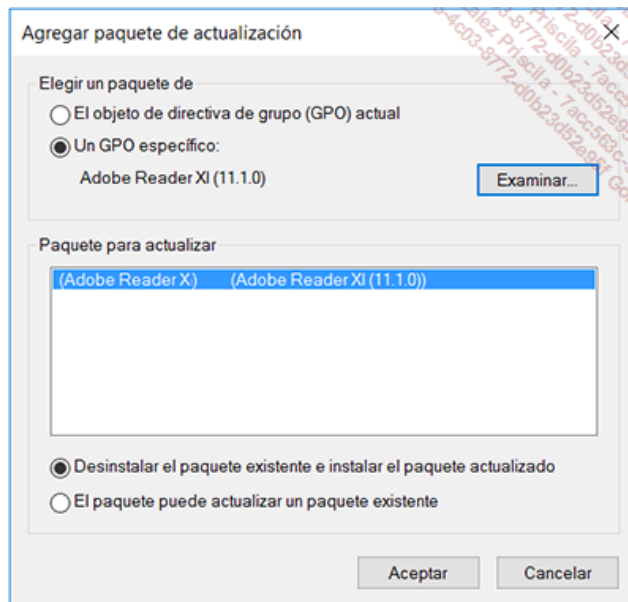 Agregar paquete de actualización
Elegir un paquete de
El objeto de directiva de grupo (GPO) actual
Un GPO específico:
Adobe Reader XI (11.1.0)
Examinar...
Paquete para actualizar
(Adobe Reader X) (Adobe Reader XI (11.1.0))
Desinstalar el paquete existente e instalar el paquete actualizado
El paquete puede actualizar un paquete existente
Aceptar
Cancelar